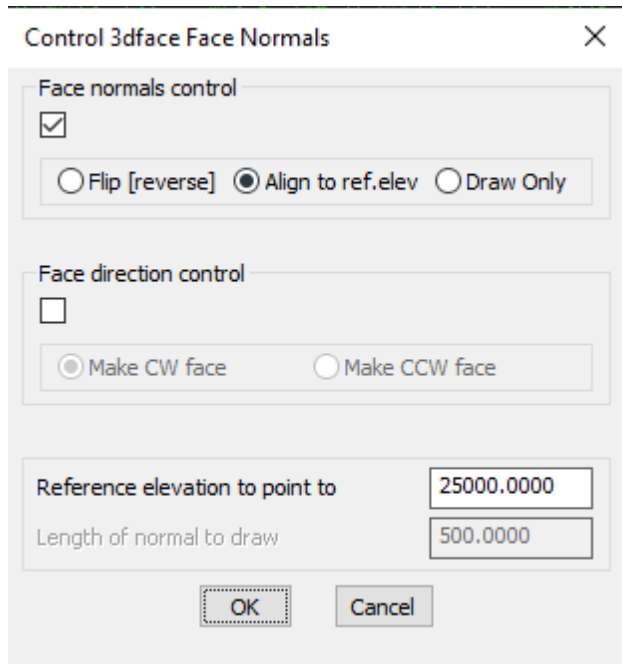 Control 3dface Face Normals
Face normals control
Flip [reverse] Align to ref.elev Draw Only
Face direction control
Make CW face Make CCW face
Reference elevation to point to 25000.0000
Length of normal to draw 500.0000
OK Cancel